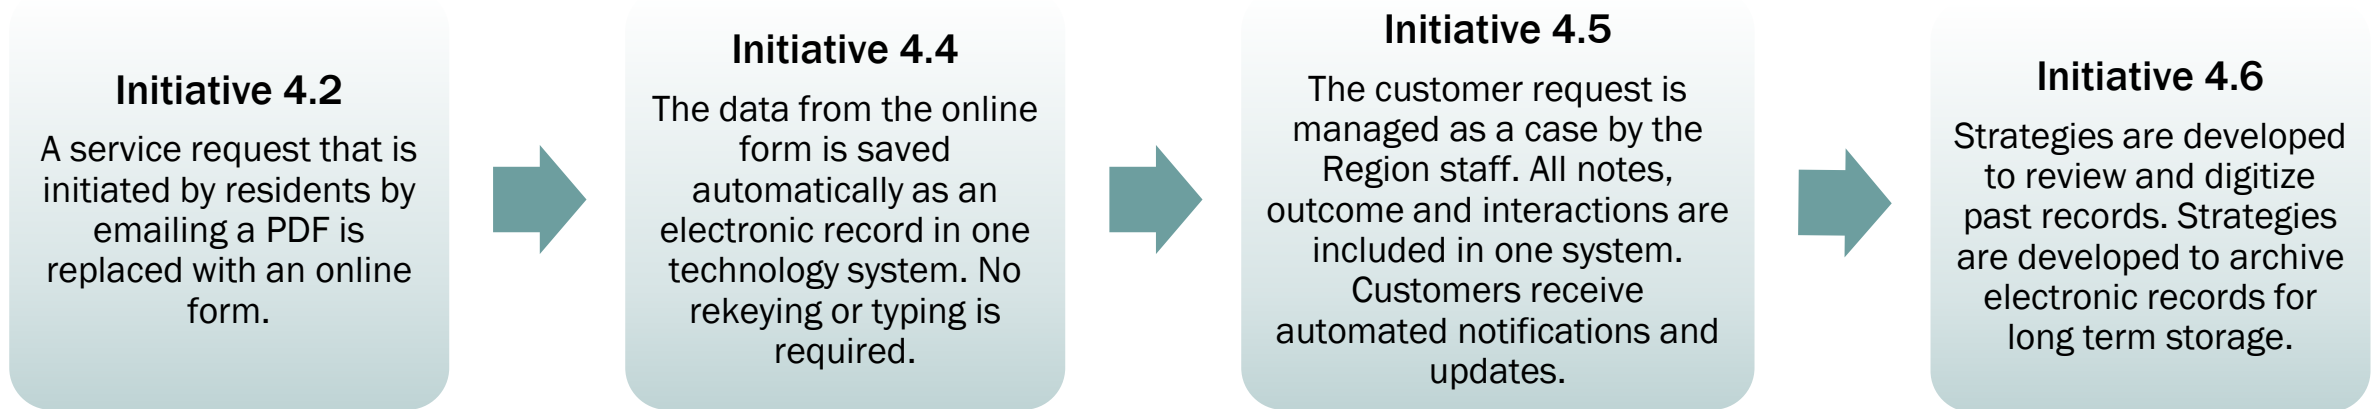 Initiative 4.2
A service request that is
initiated by residents by
emailing a PDF is
replaced with an online
form.
Initiative 4.4
The data from the online
form is saved
automatically as an
electronic record in one
technology system. No
rekeying or typing is
required.
Initiative 4.5
The customer request is
managed as a case by the
Region staff. All notes,
outcome and interactions are
included in one system.
Customers receive
automated notifications and
updates.
Initiative 4.6
Strategies are developed
to review and digitize
past records. Strategies
are developed to archive
electronic records for
long term storage.